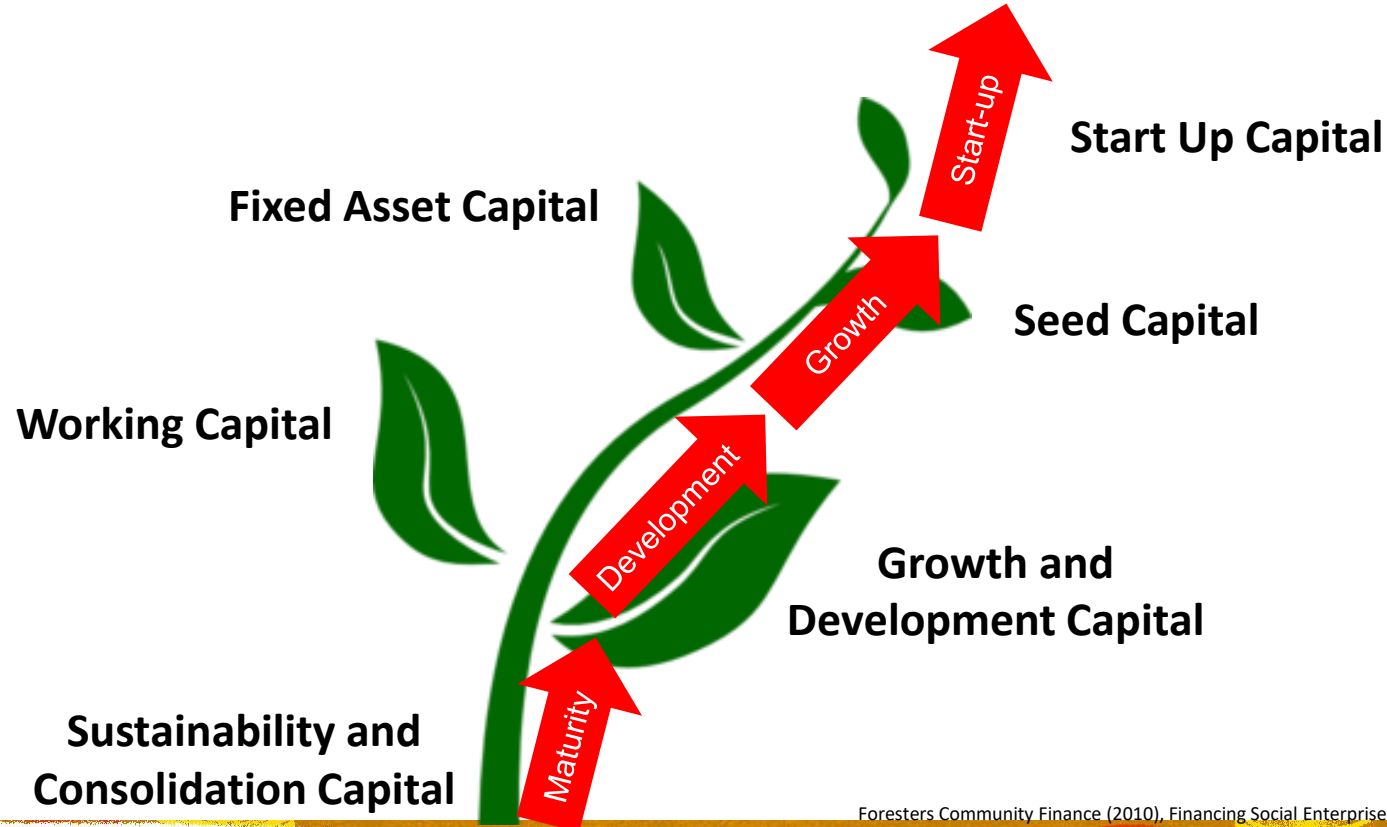 Start-up
Start Up Capital
Fixed Asset Capital
Growth
Seed Capital
Working Capital
Development
Growth and
Development Capital
Maturity
Sustainability and
Consolidation Capital
Foresters Community Finance (2010), Financing Social Enterprise